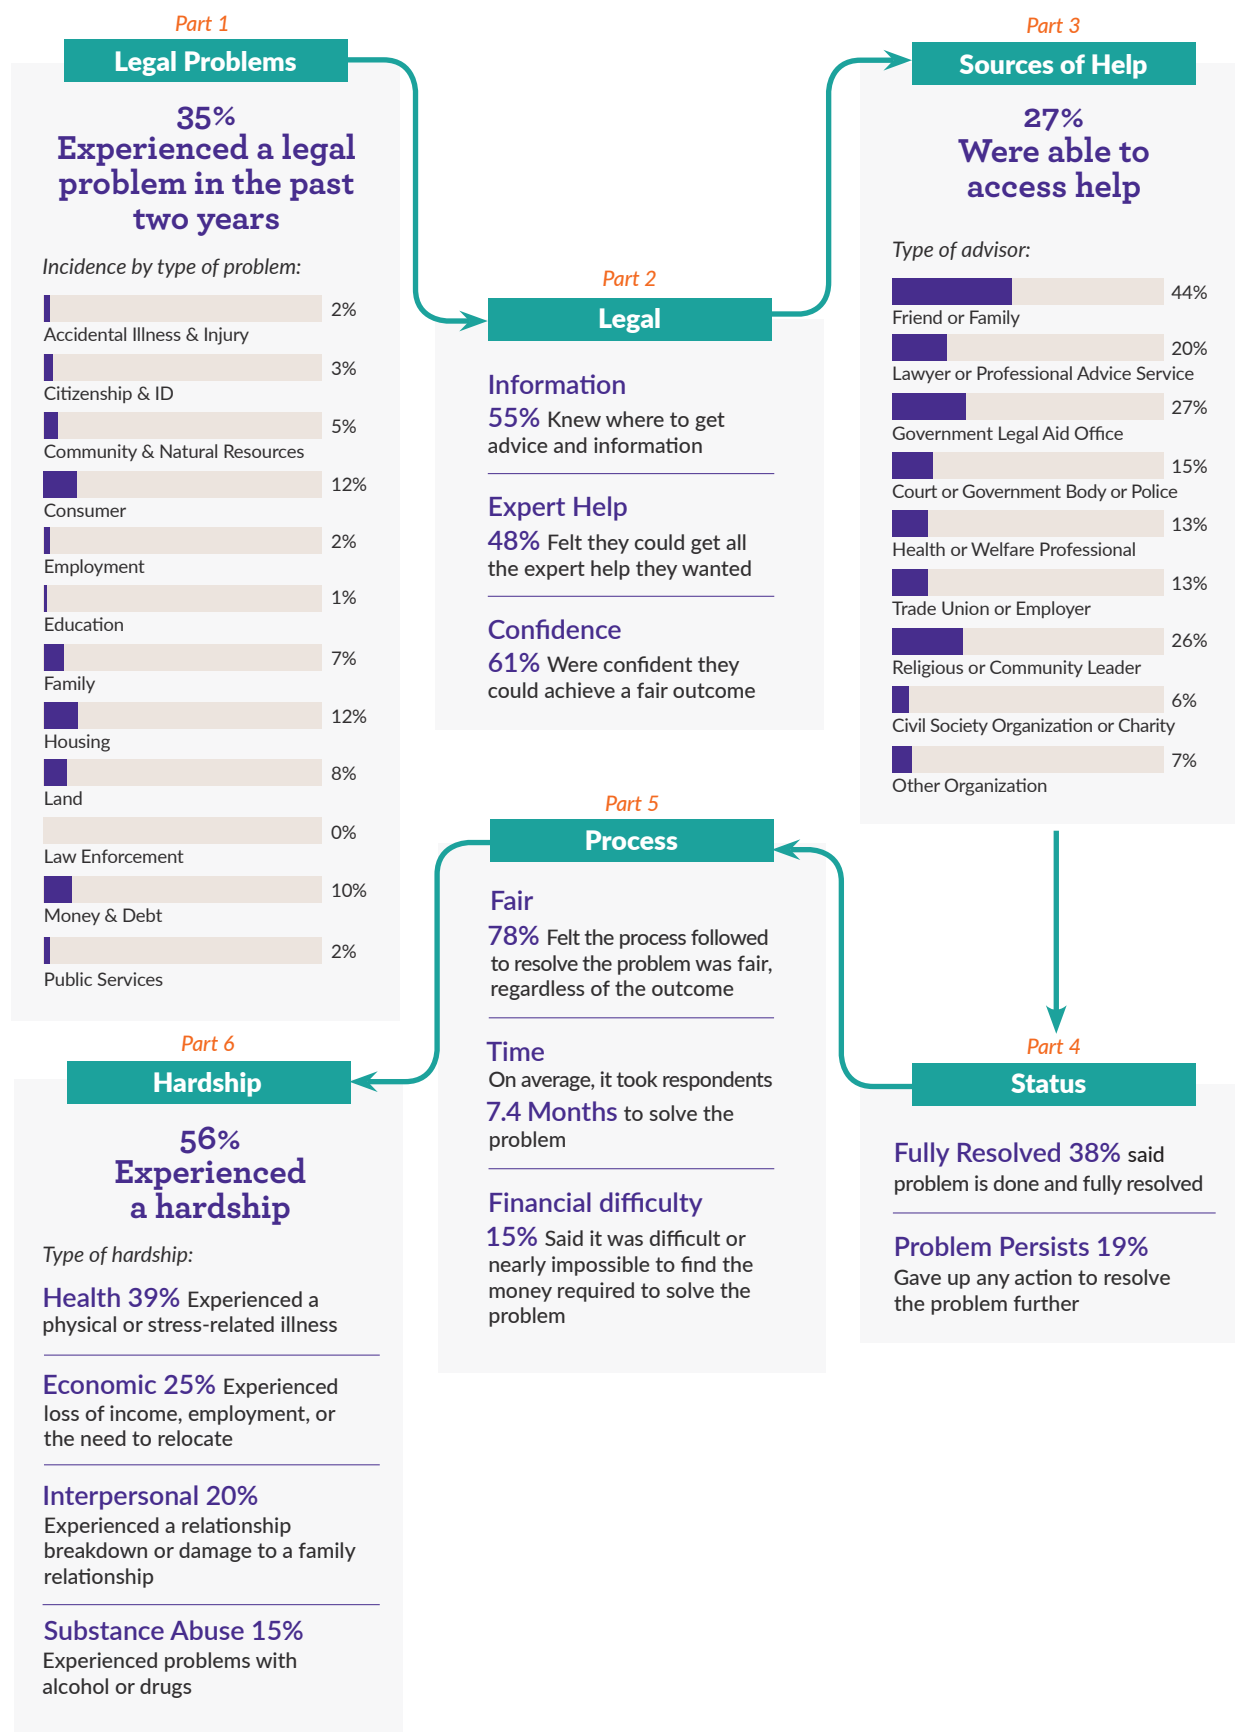 Part 1
Legal Problems
35%
Experienced a legal
problem in the past
two years
Incidence by type of problem:
2%
Accidental Illness & Injury
3%
Citizenship & ID
5%
Community & Natural Resources
12%
Consumer
2%
Employment
1%
Education
7%
Family
12%
Housing
8%
Land
0%
Law Enforcement
10%
Money & Debt
2%
Public Services
Part 2
Legal
Information
55% Knew where to get
advice and information
Expert Help
48% Felt they could get all
the expert help they wanted
Confidence
61% Were confident they
could achieve a fair outcome
Part 3
Sources of Help
27%
Were able to
access help
Type of advisor:
44%
Friend or Family
20%
Lawyer or Professional Advice Service
27%
Government Legal Aid Office
15%
Court or Government Body or Police
13%
Health or Welfare Professional
13%
Trade Union or Employer
26%
Religious or Community Leader
6%
Civil Society Organization or Charity
7%
Other Organization
Part 4
Status
Fully Resolved 38% said
problem is done and fully resolved
Problem Persists 19%
Gave up any action to resolve
the problem further
Part 5
Process
Fair
78% Felt the process followed
to resolve the problem was fair,
regardless of the outcome
Time
On average, it took respondents
7.4 Months to solve the
problem
Financial difficulty
15% Said it was difficult or
nearly impossible to find the
money required to solve the
problem
Part 6
Hardship
56%
Experienced
a hardship
Type of hardship:
Health 39% Experienced a
physical or stress-related illness
Economic 25% Experienced
loss of income, employment, or
the need to relocate
Interpersonal 20%
Experienced a relationship
breakdown or damage to a family
relationship
Substance Abuse 15%
Experienced problems with
alcohol or drugs